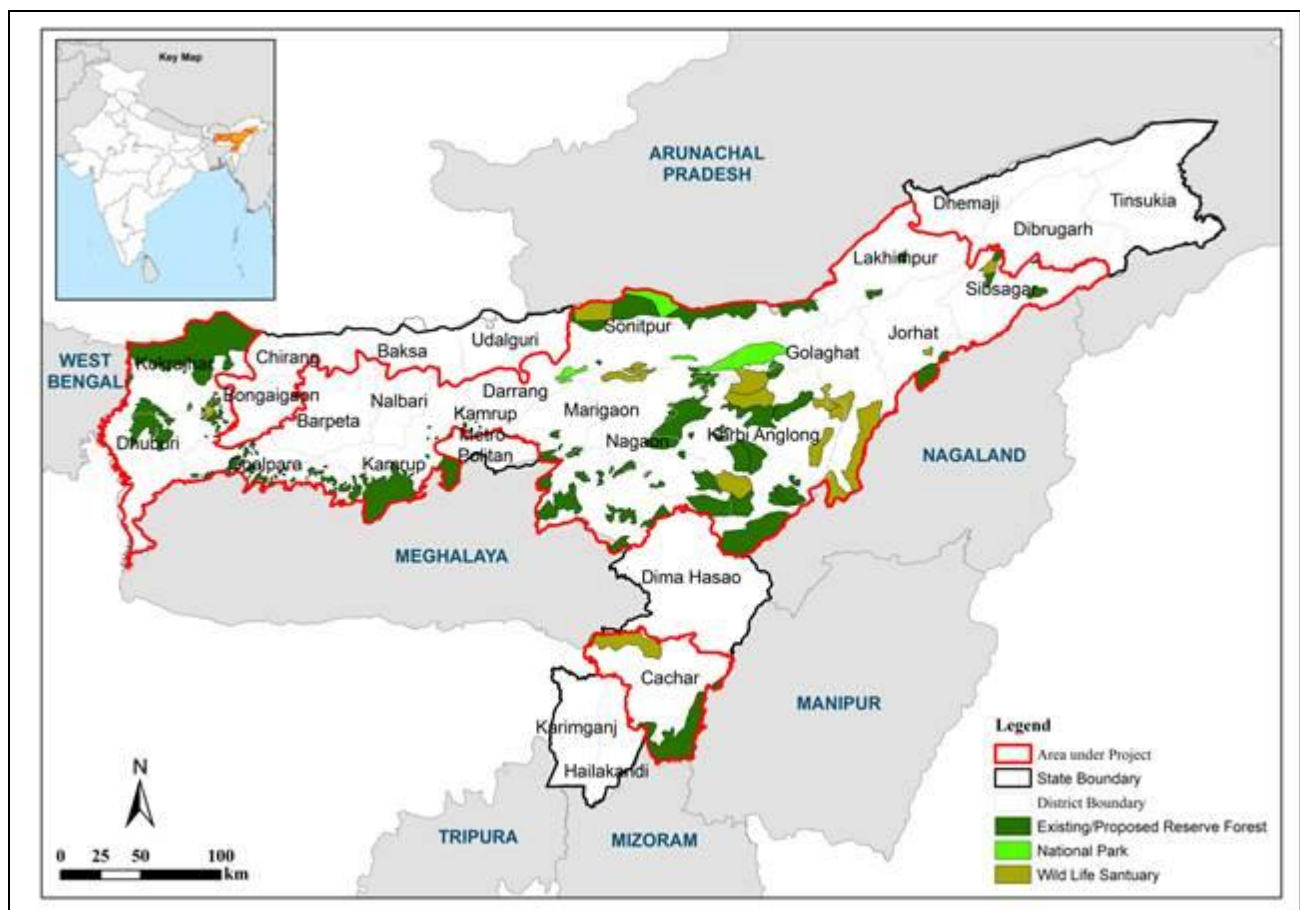 Key Map
ARUNACHAL
PRADESH
Dhemaji
Tinsukia
Dibrugarh
Lakhimpur
Sibsagar
Sonitpur
Jorhat
WEST
BENGAL
Kokrajhar
Chirang
Baksa
Udalguri
Golaghat
Bongaigaon
Nalbari
Darrang
Barpeta
Kamrup
Metro
Politan
Marigaon
Dhuburi
Nagaon
Karbi Anglong
Goalpara
Kamrup
NAGALAND
MEGHALAYA
Dima Hasao
Cachar
MANIPUR
Karimganj
Hailakandi
TRIPURA
MIZORAM
N
0 25 50 100
km
Legend
Area under Project
State Boundary
District Boundary
Existing/Proposed Reserve Forest
National Park
Wild Life Santuary